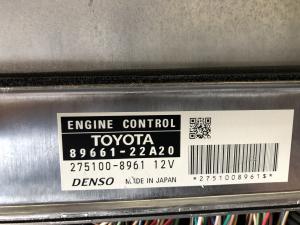 ENGINE CONTROL
TOYOTA
89661-22A20
275100-8961 12V
DENSO MADE IN JAPAN
*2751008961$*